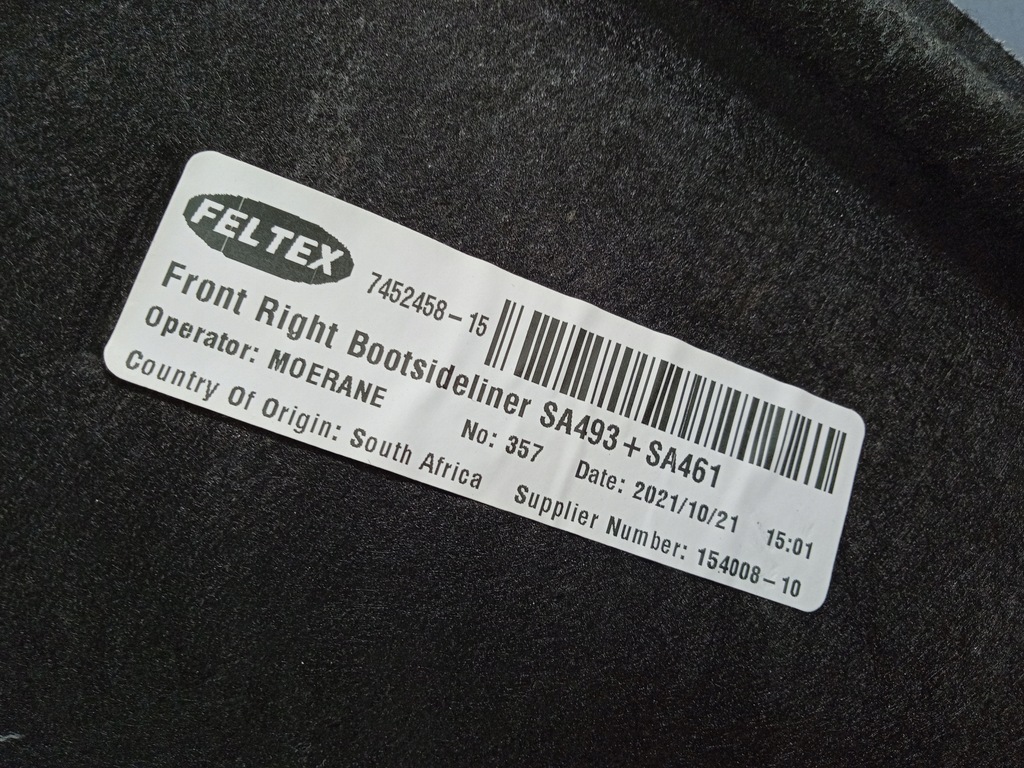 FELTEX
7452458-15
Front Right Bootsideliner SA493+SA461
Operator: MOERANE No: 357 Date: 2021/10/21 15:01
Country Of Origin: South Africa Supplier Number: 154008-10